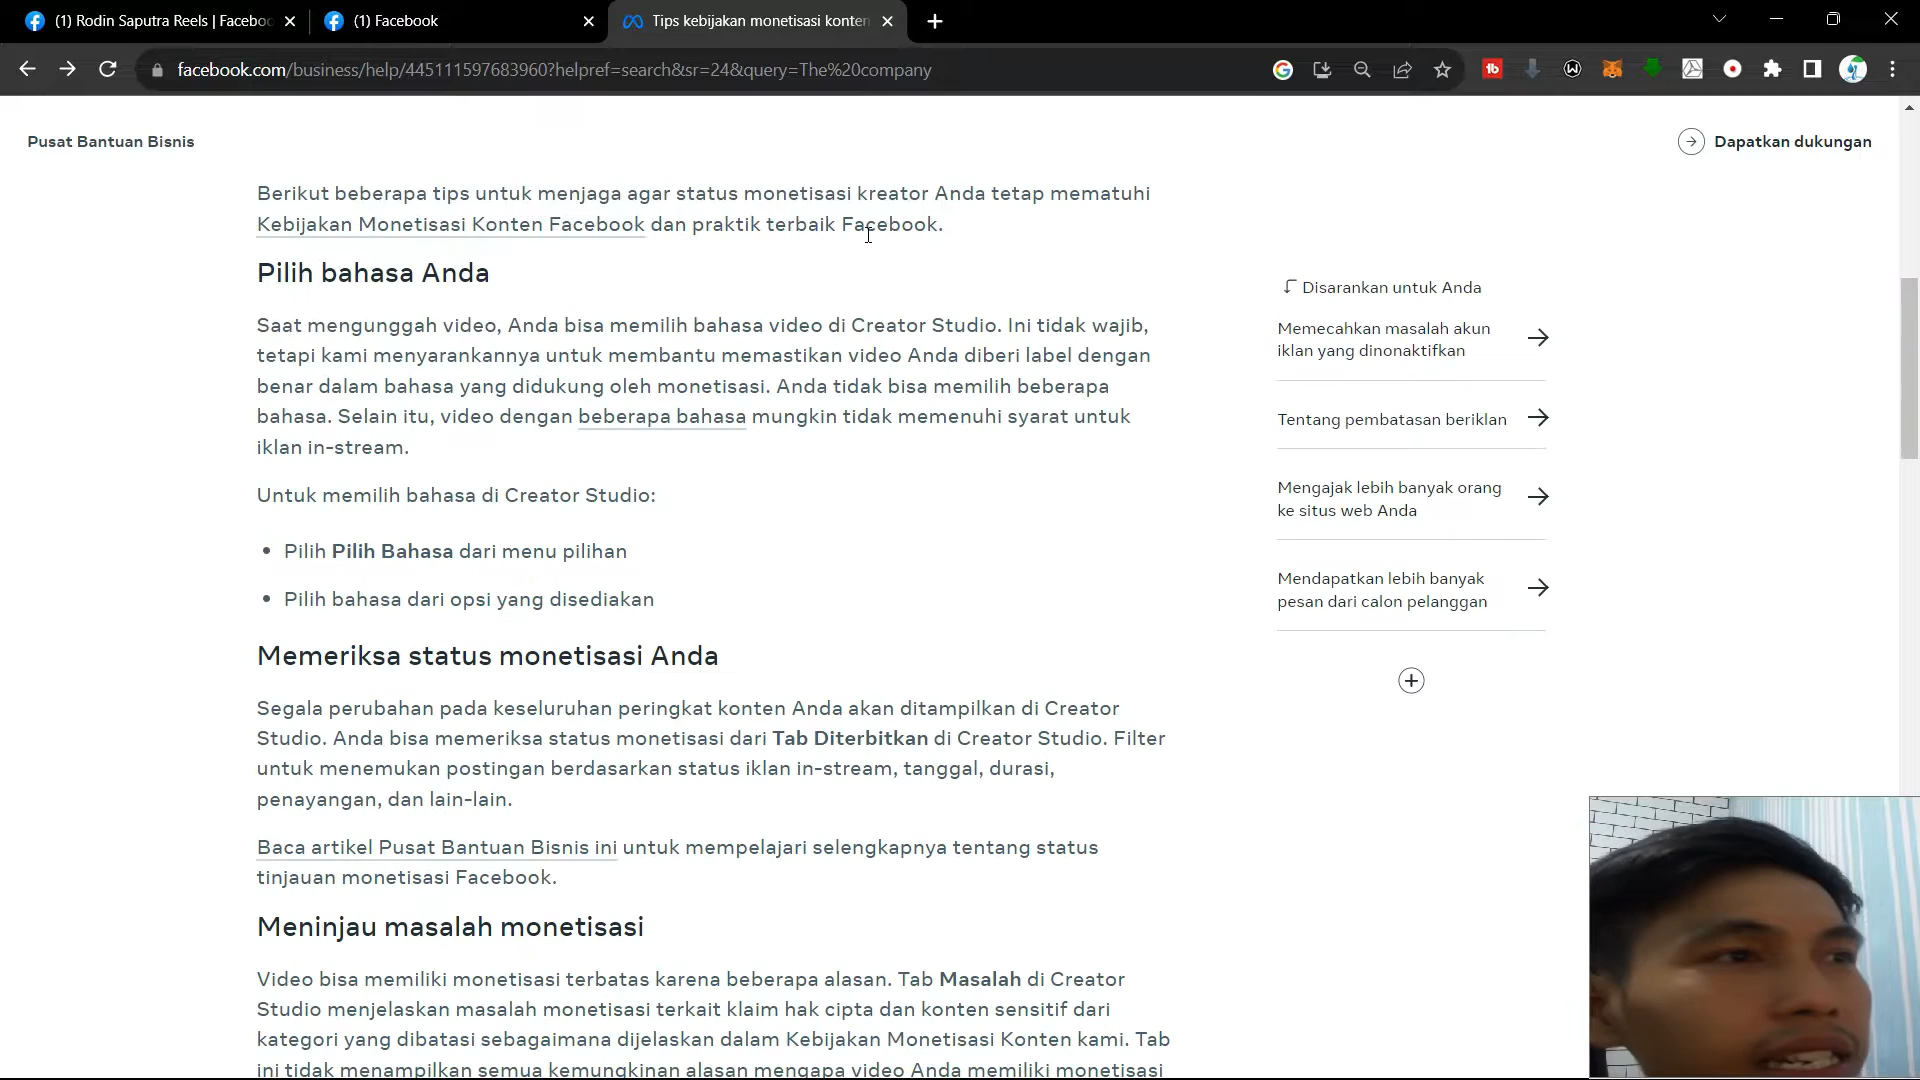 (1) Rodin Saputra Reels | Faceboo
(1) Facebook
Tips kebijakan monetisasi konten
facebook.com/business/help/445111597683960?helpref=search&sr=24&query=The%20company
Pusat Bantuan Bisnis
Dapatkan dukungan
Berikut beberapa tips untuk menjaga agar status monetisasi kreator Anda tetap mematuhi
Kebijakan Monetisasi Konten Facebook dan praktik terbaik Facebook.
Pilih bahasa Anda
Saat mengunggah video, Anda bisa memilih bahasa video di Creator Studio. Ini tidak wajib,
tetapi kami menyarankannya untuk membantu memastikan video Anda diberi label dengan
benar dalam bahasa yang didukung oleh monetisasi. Anda tidak bisa memilih beberapa
bahasa. Selain itu, video dengan beberapa bahasa mungkin tidak memenuhi syarat untuk
iklan in-stream.
Untuk memilih bahasa di Creator Studio:
• Pilih Pilih Bahasa dari menu pilihan
• Pilih bahasa dari opsi yang disediakan
Memeriksa status monetisasi Anda
Segala perubahan pada keseluruhan peringkat konten Anda akan ditampilkan di Creator
Studio. Anda bisa memeriksa status monetisasi dari Tab Diterbitkan di Creator Studio. Filter
untuk menemukan postingan berdasarkan status iklan in-stream, tanggal, durasi,
penayangan, dan lain-lain.
Baca artikel Pusat Bantuan Bisnis ini untuk mempelajari selengkapnya tentang status
tinjauan monetisasi Facebook.
Meninjau masalah monetisasi
Video bisa memiliki monetisasi terbatas karena beberapa alasan. Tab Masalah di Creator
Studio menjelaskan masalah monetisasi terkait klaim hak cipta dan konten sensitif dari
kategori yang dibatasi sebagaimana dijelaskan dalam Kebijakan Monetisasi Konten kami. Tab
ini tidak menampilkan semua kemungkinan alasan mengapa video Anda memiliki monetisasi
Disarankan untuk Anda
Memecahkan masalah akun
iklan yang dinonaktifkan
Tentang pembatasan beriklan
Mengajak lebih banyak orang
ke situs web Anda
Mendapatkan lebih banyak
pesan dari calon pelanggan